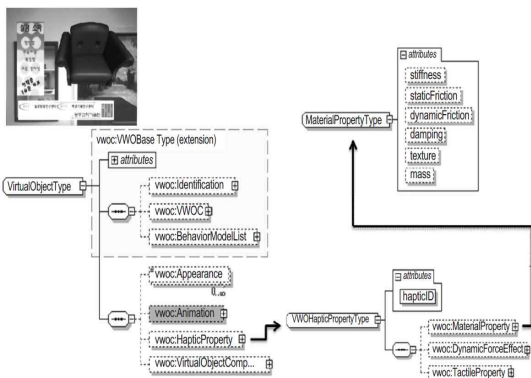 attributes
stiffness
staticFriction
MaterialPropertyType
dynamicFriction
damping
texture
mass
vwoc:VWOBase Type (extension)
attributes
VirtualObjectType
vwoc:Identification
vwoc:VWOC
vwoc:BehaviorModelList
vwoc:Appearance
0..∞
vwoc:Animation
vwoc:HapticProperty
vwoc:VirtualObjectComp...
VWOHapticPropertyType
attributes
hapticID
vwoc:MaterialProperty
vwoc:DynamicForceEffect
vwoc:TactileProperty